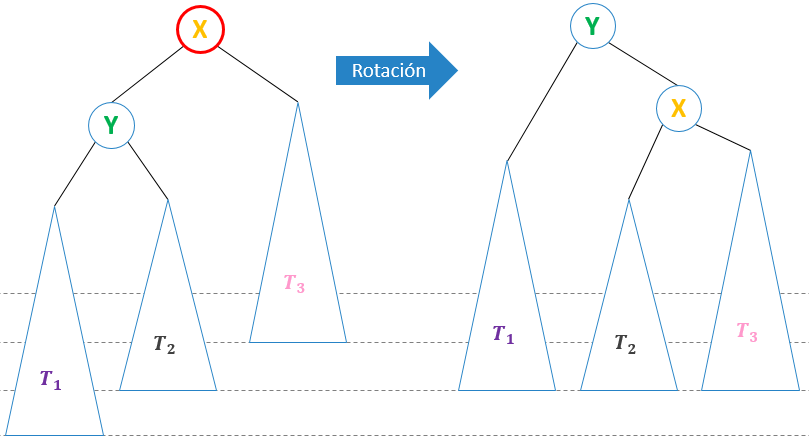 X
Y
T₁
T₂
T₃
Rotación
Y
X
T₁
T₂
T₃